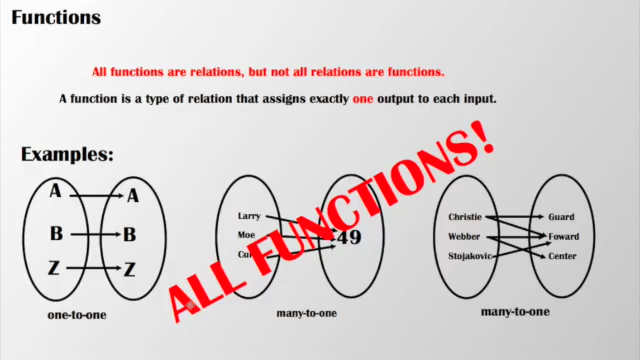 Functions
All functions are relations, but not all relations are functions.
A function is a type of relation that assigns exactly one output to each input.
Examples:
ALL FUNCTIONS!
A A
B B
Z Z
one-to-one
Larry
Moe
49
many-to-one
Christie Guard
Webber Foward
Stojakovic Center
many-to-one